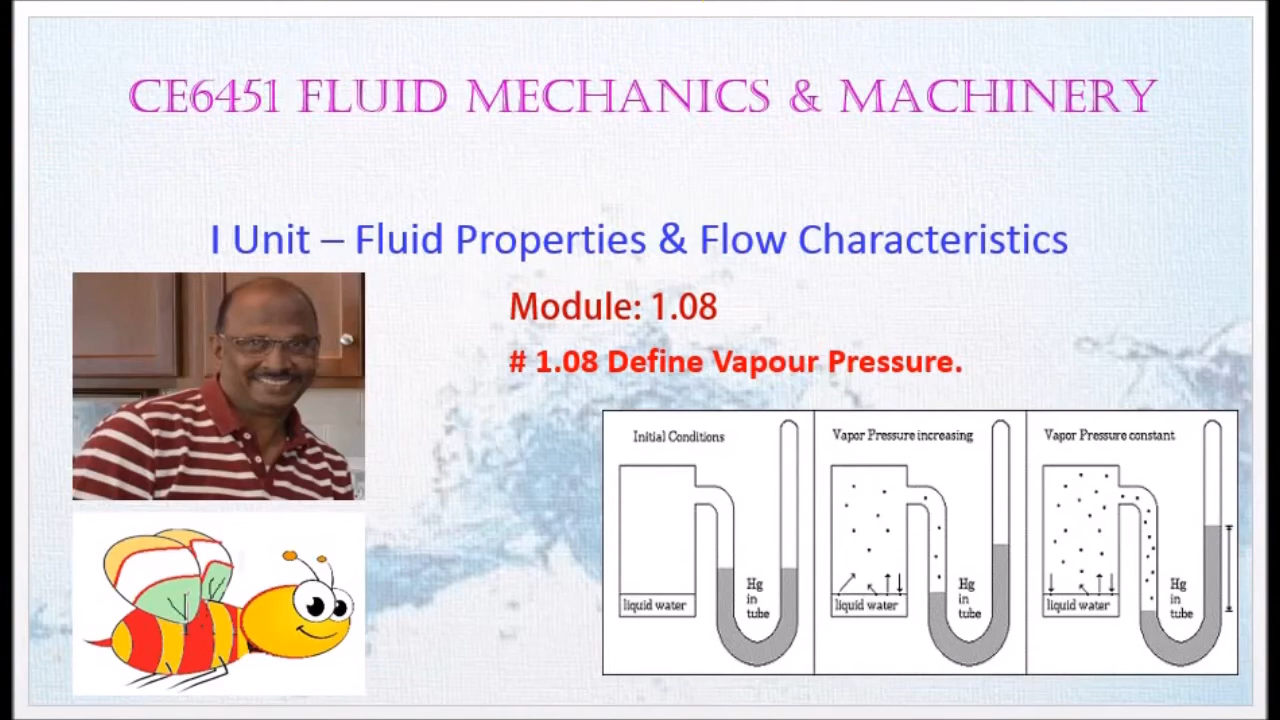 CE6451 FLUID MECHANICS & MACHINERY
I Unit – Fluid Properties & Flow Characteristics
Module: 1.08
# 1.08 Define Vapour Pressure.
Initial Conditions
Hg
in
tube
liquid water
Vapor Pressure increasing
Hg
in
tube
liquid water
Vapor Pressure constant
Hg
in
tube
liquid water